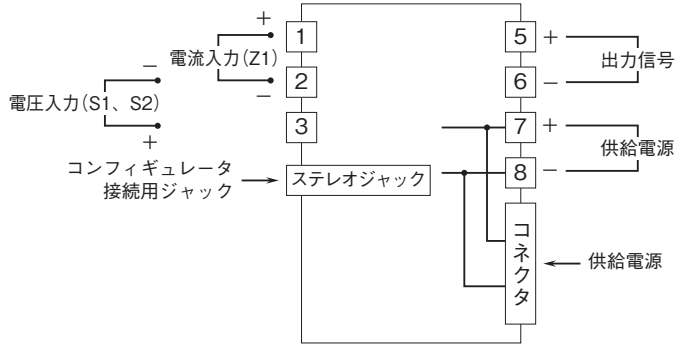 +
電流入力(Z1)
−
−
電圧入力(S1、S2)
+
コンフィギュレータ
接続用ジャック
1
2
3
ステレオジャック
5 +
出力信号
6 −
7 +
供給電源
8 −
コネクタ
供給電源